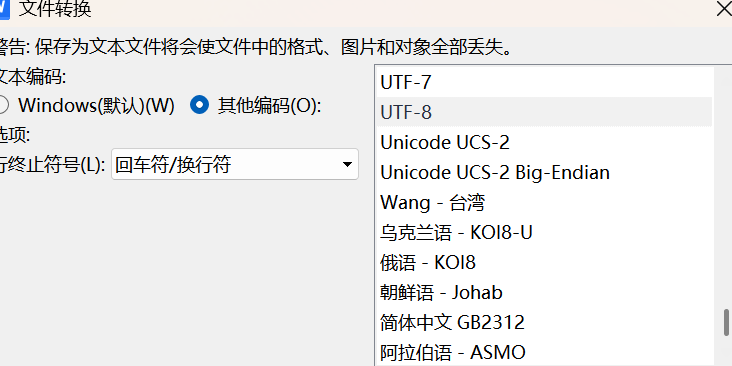 文件转换
警告: 保存为文本文件将会使文件中的格式、图片和对象全部丢失。
文本编码:
Windows(默认)(W) 其他编码(O):
选项:
行终止符号(L): 回车符/换行符
UTF-7
UTF-8
Unicode UCS-2
Unicode UCS-2 Big-Endian
Wang - 台湾
乌克兰语 - KOI8-U
俄语 - KOI8
朝鲜语 - Johab
简体中文 GB2312
阿拉伯语 - ASMO